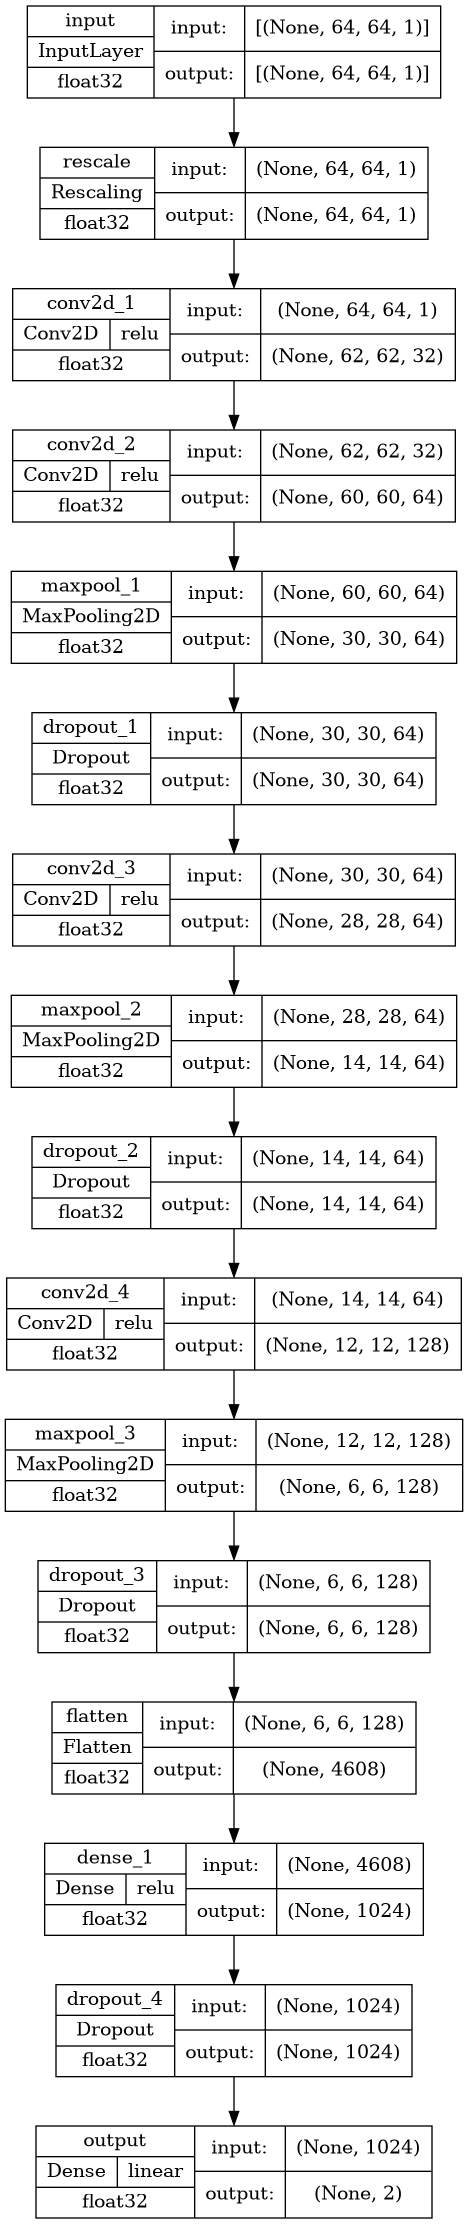 input
InputLayer
float32
input:
[(None, 64, 64, 1)]
output:
[(None, 64, 64, 1)]
rescale
Rescaling
float32
input:
(None, 64, 64, 1)
output:
(None, 64, 64, 1)
conv2d_1
Conv2D relu
float32
input:
(None, 64, 64, 1)
output:
(None, 62, 62, 32)
conv2d_2
Conv2D relu
float32
input:
(None, 62, 62, 32)
output:
(None, 60, 60, 64)
maxpool_1
MaxPooling2D
float32
input:
(None, 60, 60, 64)
output:
(None, 30, 30, 64)
dropout_1
Dropout
float32
input:
(None, 30, 30, 64)
output:
(None, 30, 30, 64)
conv2d_3
Conv2D relu
float32
input:
(None, 30, 30, 64)
output:
(None, 28, 28, 64)
maxpool_2
MaxPooling2D
float32
input:
(None, 28, 28, 64)
output:
(None, 14, 14, 64)
dropout_2
Dropout
float32
input:
(None, 14, 14, 64)
output:
(None, 14, 14, 64)
conv2d_4
Conv2D relu
float32
input:
(None, 14, 14, 64)
output:
(None, 12, 12, 128)
maxpool_3
MaxPooling2D
float32
input:
(None, 12, 12, 128)
output:
(None, 6, 6, 128)
dropout_3
Dropout
float32
input:
(None, 6, 6, 128)
output:
(None, 6, 6, 128)
flatten
Flatten
float32
input:
(None, 6, 6, 128)
output:
(None, 4608)
dense_1
Dense relu
float32
input:
(None, 4608)
output:
(None, 1024)
dropout_4
Dropout
float32
input:
(None, 1024)
output:
(None, 1024)
output
Dense linear
float32
input:
(None, 1024)
output:
(None, 2)